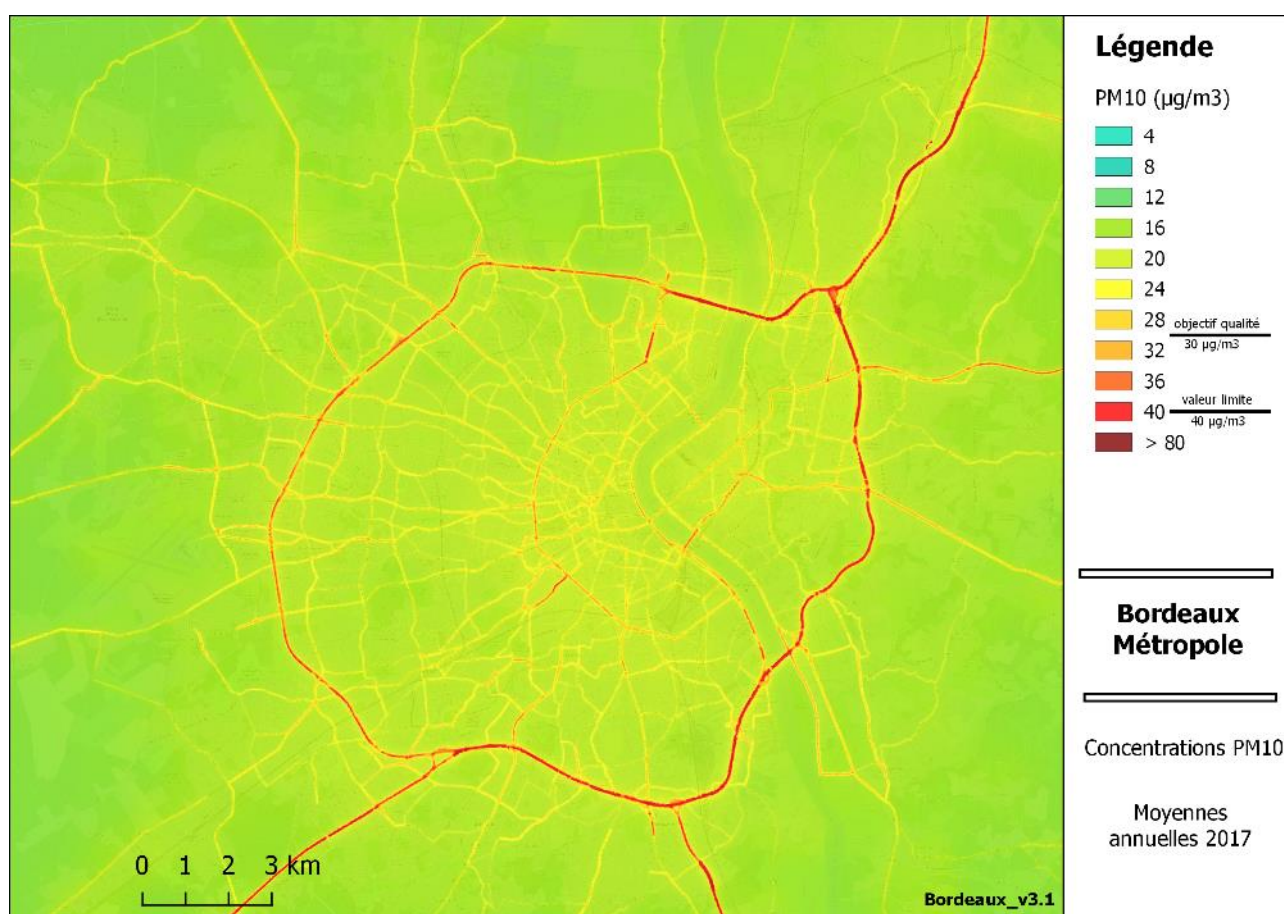 Légende
PM10 (µg/m3)
4
8
12
16
20
24
28
objectif qualité
30 µg/m3
32
36
40
valeur limite
40 µg/m3
> 80
Bordeaux
Métropole
Concentrations PM10
Moyennes
annuelles 2017
0 1 2 3 km
Bordeaux_v3.1